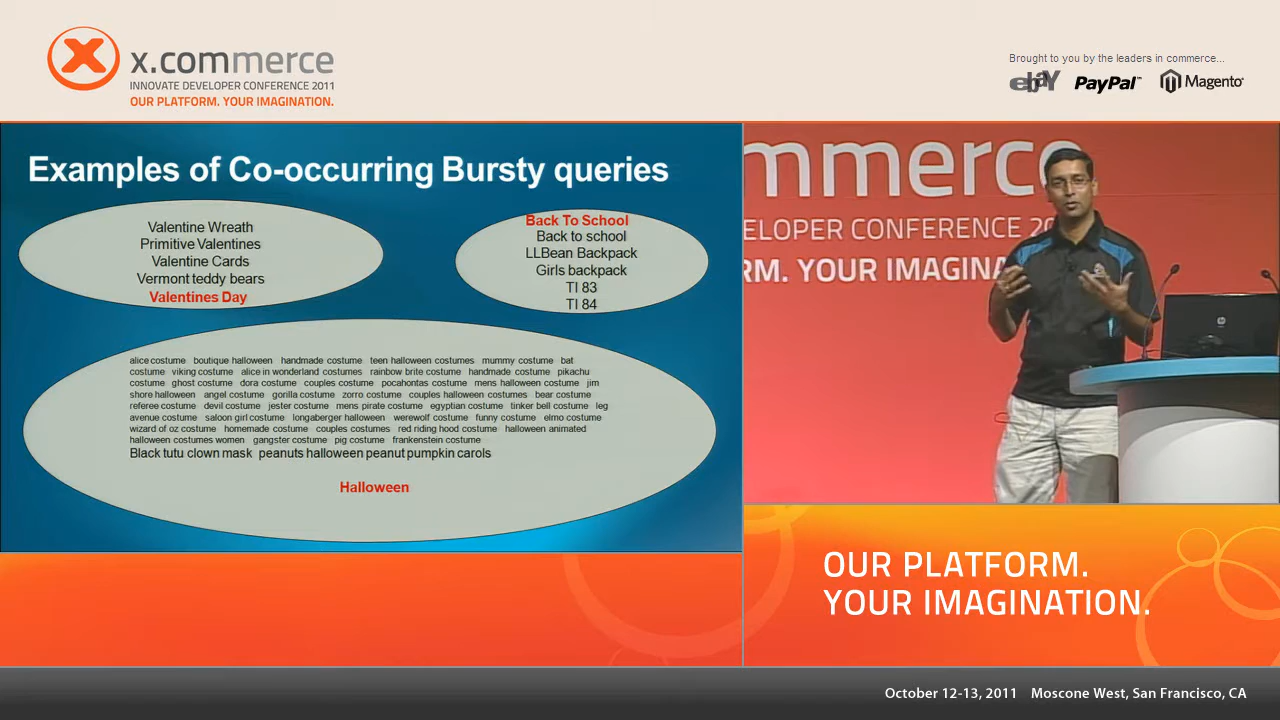 x.commerce
INNOVATE DEVELOPER CONFERENCE 2011
OUR PLATFORM. YOUR IMAGINATION.
Brought to you by the leaders in commerce...
ebaY PayPal™ Magento®
Examples of Co-occurring Bursty queries
Valentine Wreath
Primitive Valentines
Valentine Cards
Vermont teddy bears
Valentines Day
Back To School
Back to school
LLBean Backpack
Girls backpack
TI 83
TI 84
alice costume boutique halloween handmade costume teen halloween costumes mummy costume bat
costume viking costume alice in wonderland costumes rainbow brite costume handmade costume pikachu
costume ghost costume dora costume couples costume pocahontas costume mens halloween costume jim
shore halloween angel costume gorilla costume zorro costume couples halloween costumes bear costume
referee costume devil costume jester costume mens pirate costume egyptian costume tinker bell costume leg
avenue costume saloon girl costume longaberger halloween werewolf costume funny costume elmo costume
wizard of oz costume homemade costume couples costumes red riding hood costume halloween animated
halloween costumes women gangster costume pig costume frankenstein costume
Black tutu clown mask peanuts halloween peanut pumpkin carols
Halloween
mmerce
ELOPER CONFERENCE 20
RM. YOUR IMAGINA
hp
OUR PLATFORM.
YOUR IMAGINATION.
October 12-13, 2011 Moscone West, San Francisco, CA